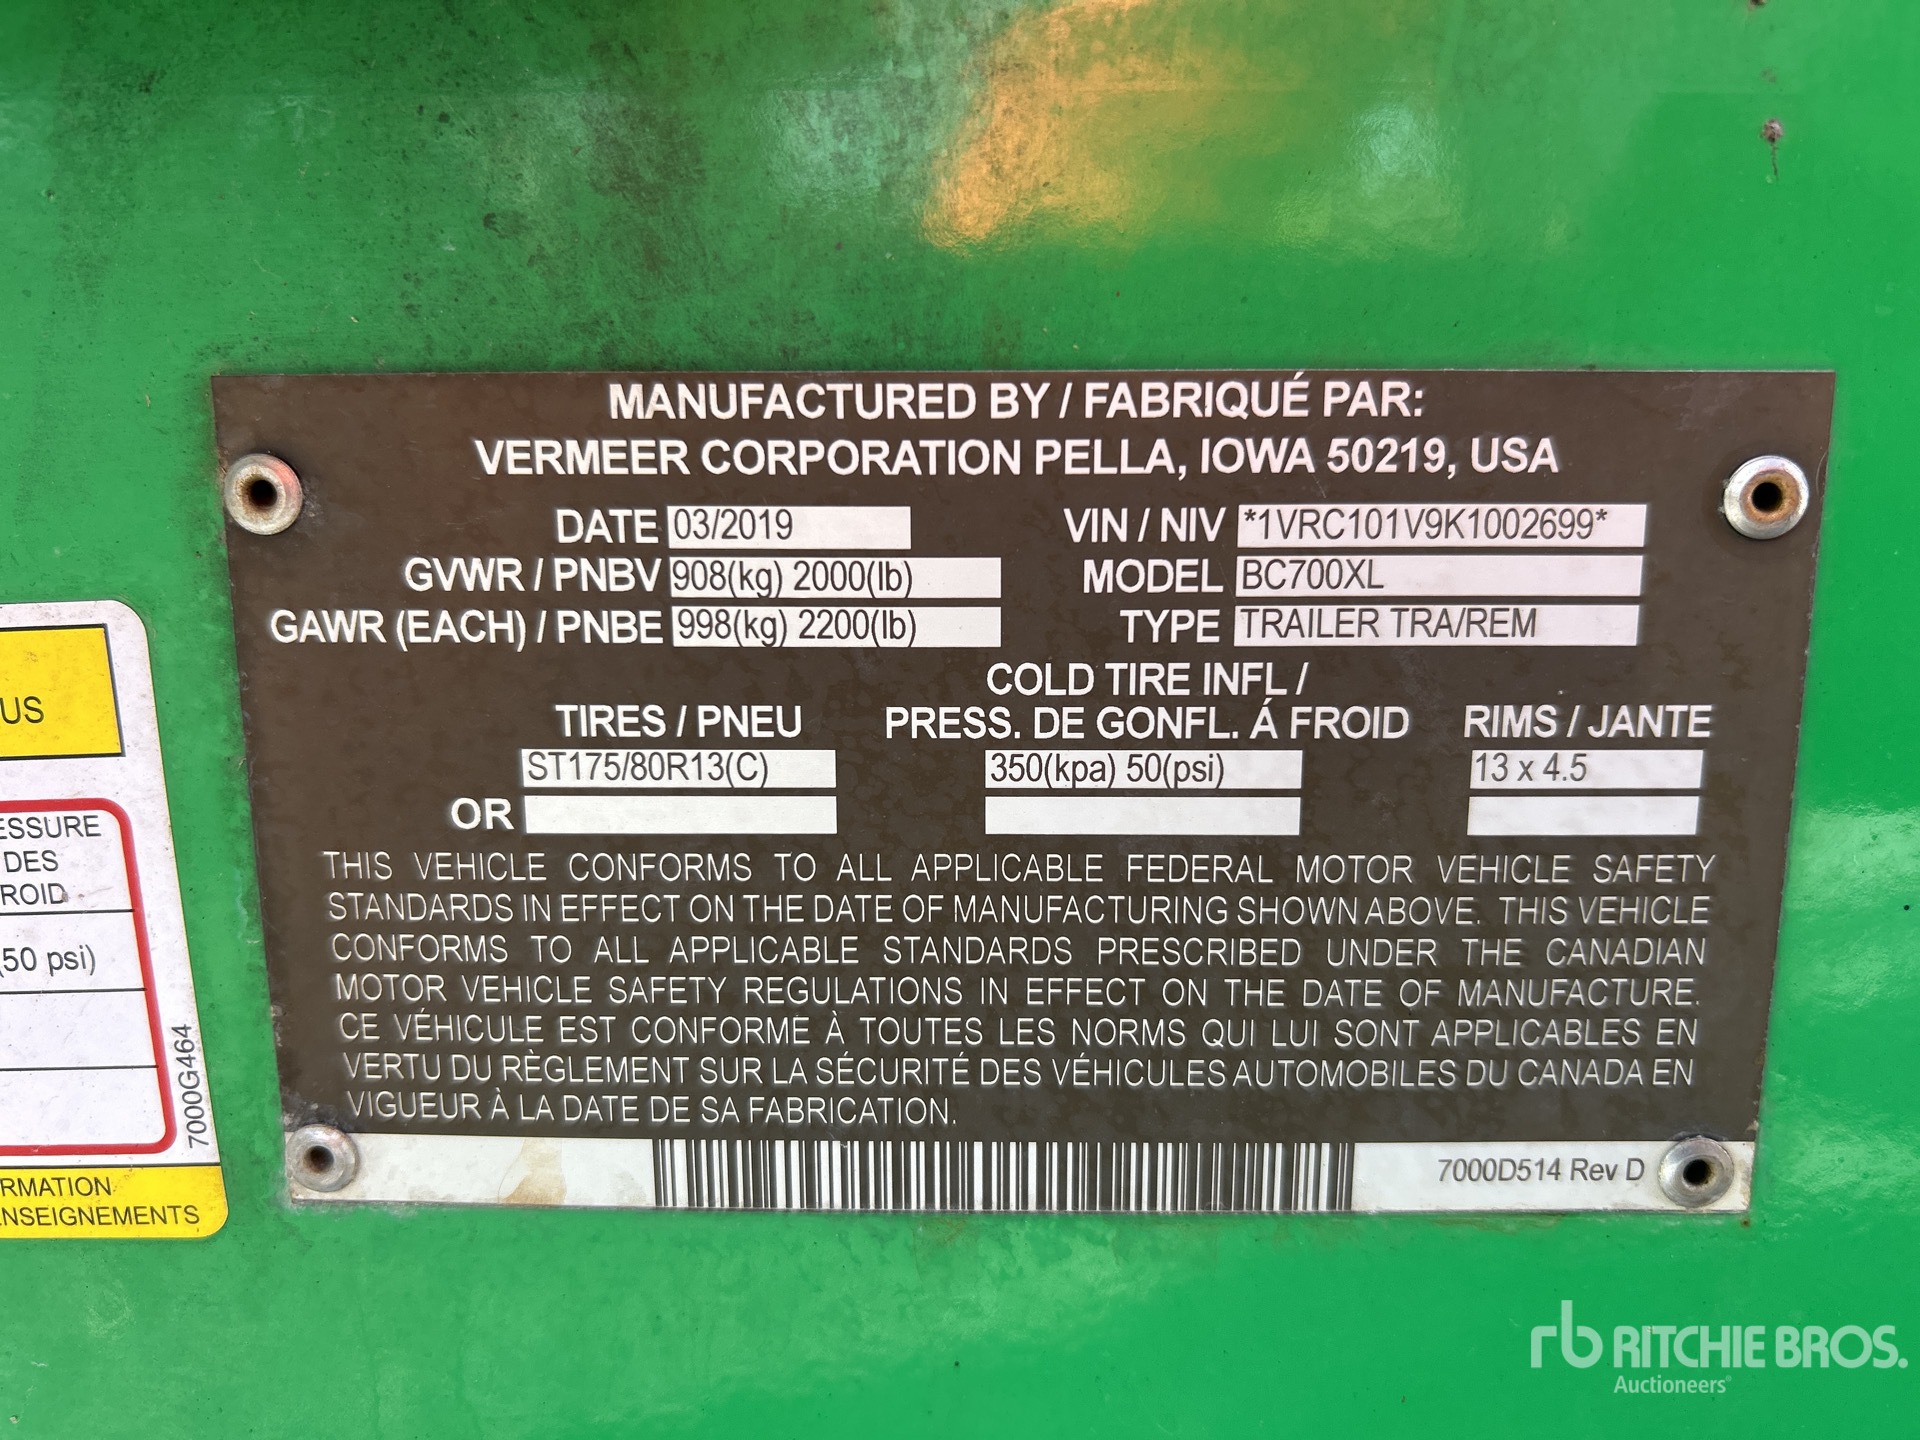 MANUFACTURED BY / FABRIQUÉ PAR:
VERMEER CORPORATION PELLA, IOWA 50219, USA
DATE 03/2019 VIN / NIV *1VRC101V9K1002699*
GVWR / PNBV 908(kg) 2000(lb) MODEL BC700XL
GAWR (EACH) / PNBE 998(kg) 2200(lb) TYPE TRAILER TRA/REM
COLD TIRE INFL /
TIRES / PNEU PRESS. DE GONFL. Á FROID RIMS / JANTE
ST175/80R13(C) 350(kpa) 50(psi) 13 x 4.5
OR
THIS VEHICLE CONFORMS TO ALL APPLICABLE FEDERAL MOTOR VEHICLE SAFETY
STANDARDS IN EFFECT ON THE DATE OF MANUFACTURING SHOWN ABOVE. THIS VEHICLE
CONFORMS TO ALL APPLICABLE STANDARDS PRESCRIBED UNDER THE CANADIAN
MOTOR VEHICLE SAFETY REGULATIONS IN EFFECT ON THE DATE OF MANUFACTURE.
CE VÉHICULE EST CONFORME À TOUTES LES NORMS QUI LUI SONT APPLICABLES EN
VERTU DU RÈGLEMENT SUR LA SÉCURITÉ DES VÉHICULES AUTOMOBILES DU CANADA EN
VIGUEUR À LA DATE DE SA FABRICATION.
7000D514 Rev D
US
ESSURE
DES
ROID
(50 psi)
7000G464
RMATION
ENSEIGNEMENTS
rb RITCHIE BROS.
Auctioneers